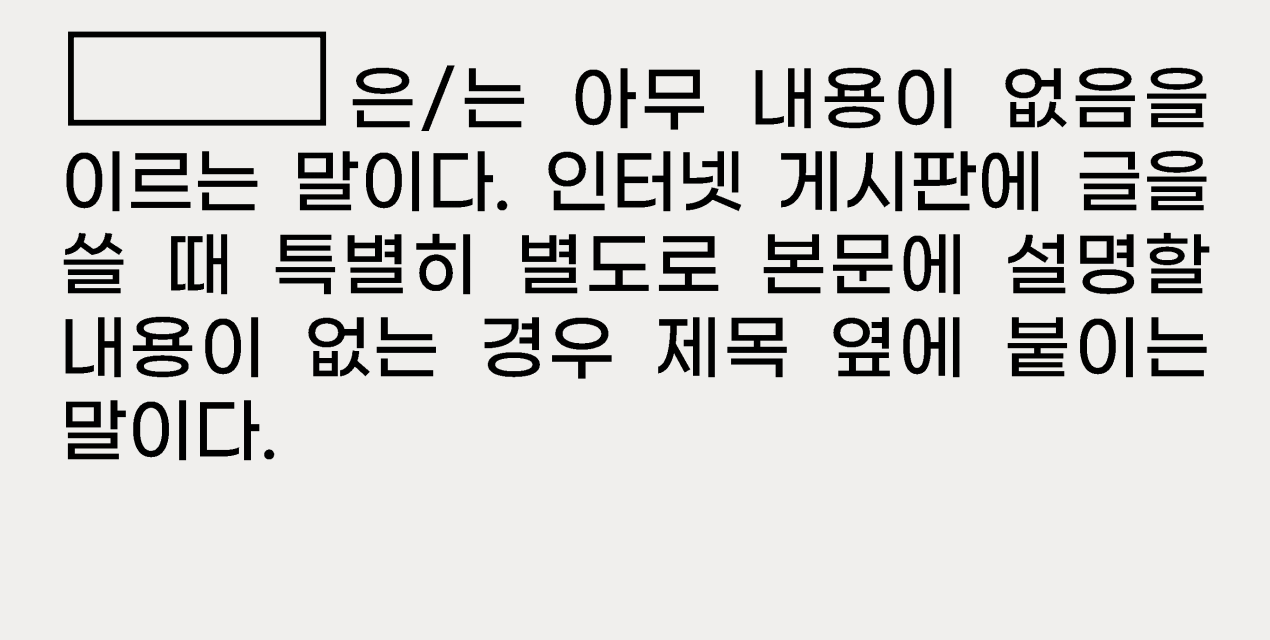 은/는 아무 내용이 없음을
이르는 말이다. 인터넷 게시판에 글을
쓸 때 특별히 별도로 본문에 설명할
내용이 없는 경우 제목 옆에 붙이는
말이다.